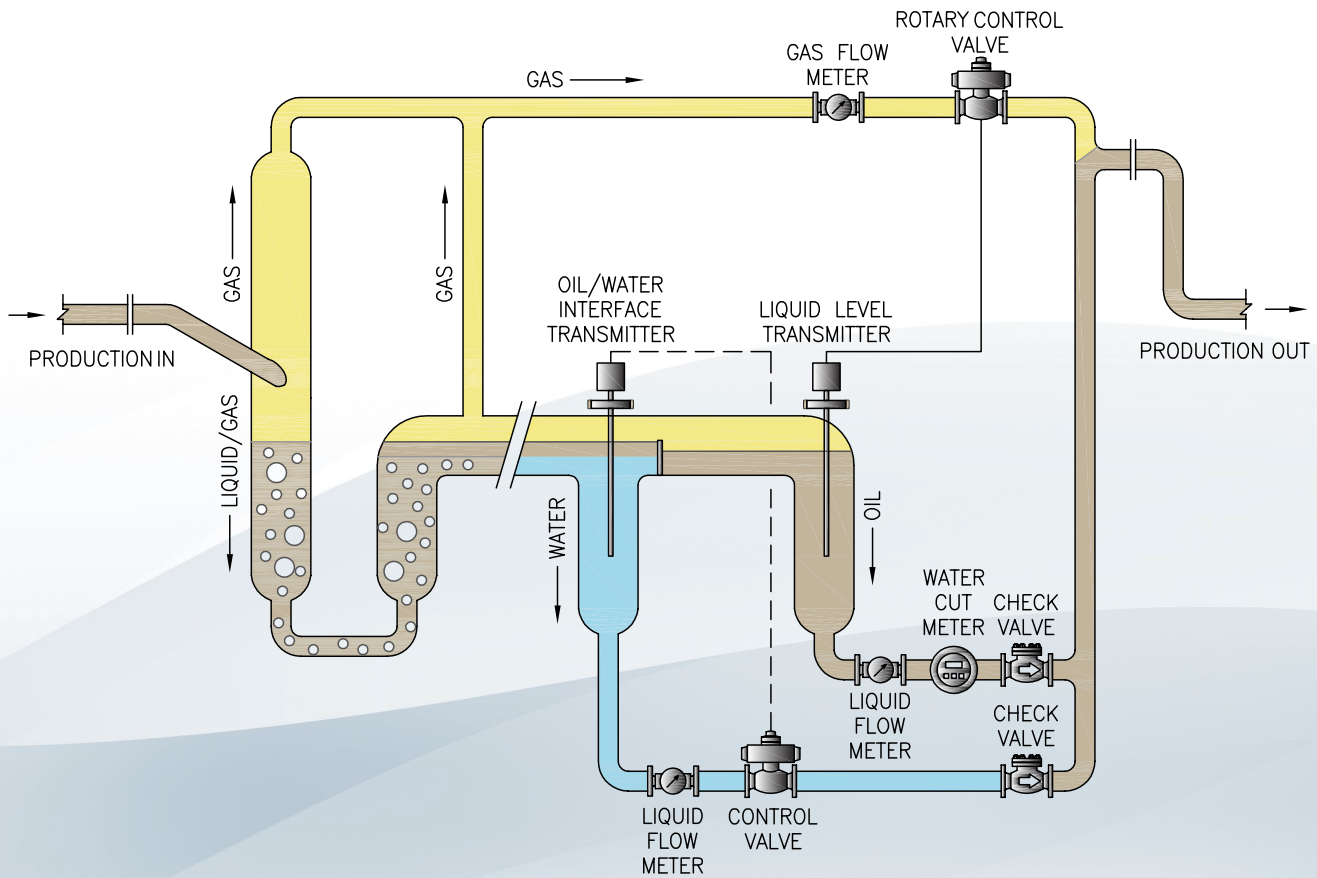 ROTARY CONTROL
VALVE
GAS FLOW
METER
GAS
GAS
GAS
OIL/WATER
INTERFACE
TRANSMITTER
LIQUID LEVEL
TRANSMITTER
PRODUCTION IN
PRODUCTION OUT
LIQUID/GAS
WATER
OIL
WATER
CUT
METER
CHECK
VALVE
LIQUID
FLOW
METER
CHECK
VALVE
LIQUID
FLOW
METER
CONTROL
VALVE